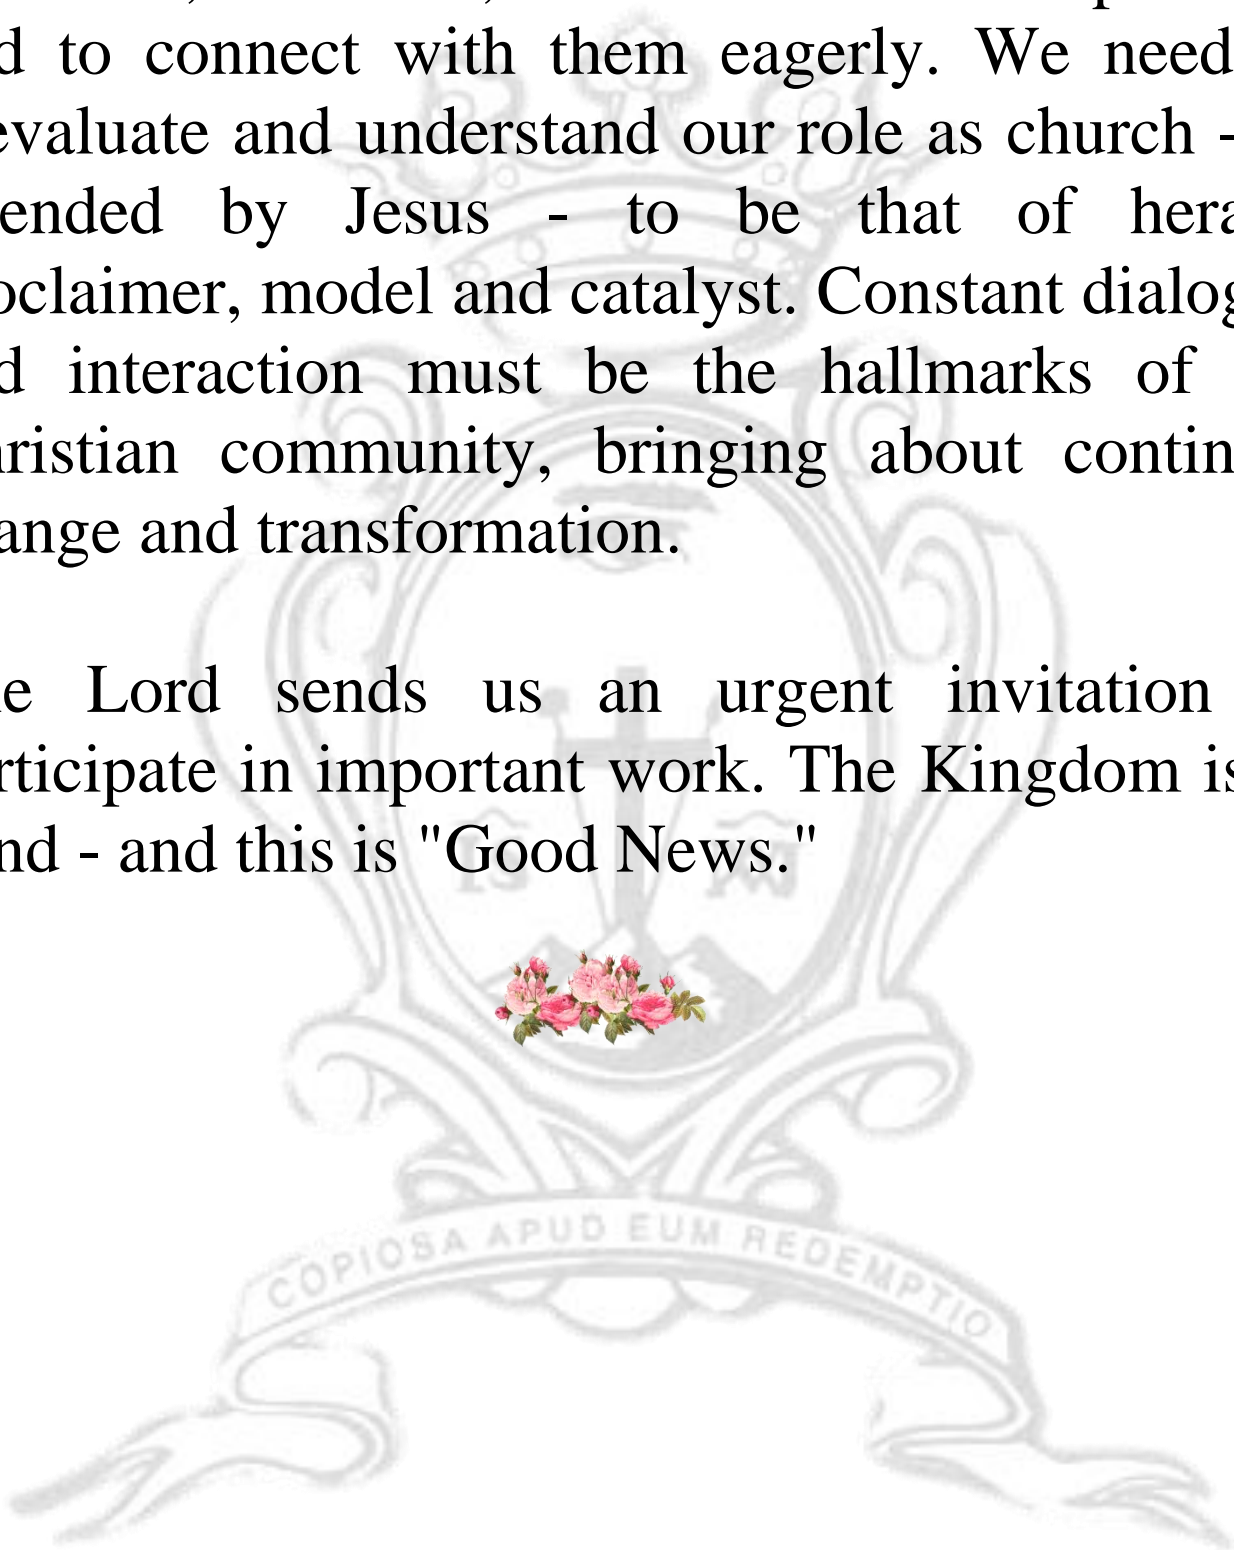 d to connect with them eagerly. We need
evaluate and understand our role as church -
ended by Jesus - to be that of hera
oclaimer, model and catalyst. Constant dialog
d interaction must be the hallmarks of
ristian community, bringing about contin
ange and transformation.
e Lord sends us an urgent invitation
rticipate in important work. The Kingdom is
nd - and this is "Good News."
IS
COPIOSA APUD EUM REDEMPTIO